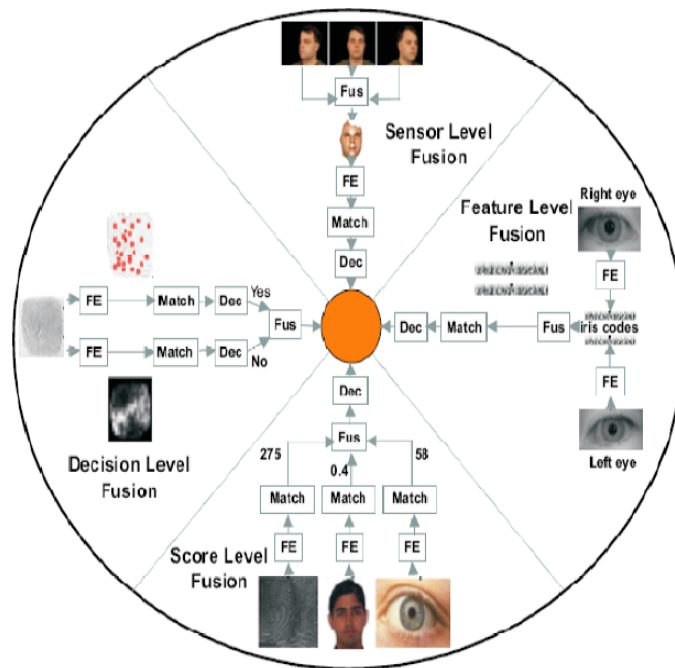 Fus
Sensor Level
Fusion
FE
Match
Dec
Feature Level
Fusion
Right eye
FE
iris codes
Fus
Match
Dec
FE
Left eye
FE
Match
Dec
Yes
Fus
FE
Match
Dec
No
Decision Level
Fusion
Dec
Fus
275
0.4
58
Match
Match
Match
Score Level
Fusion
FE
FE
FE